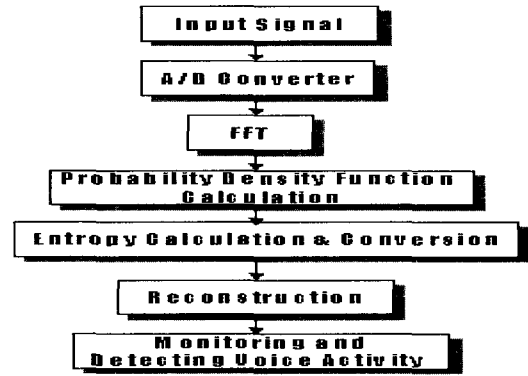 Input Signal
A/D Converter
FFT
Probability Density Function
Calculation
Entropy Calculation & Conversion
Reconstruction
Monitoring and
Detecting Voice Activity